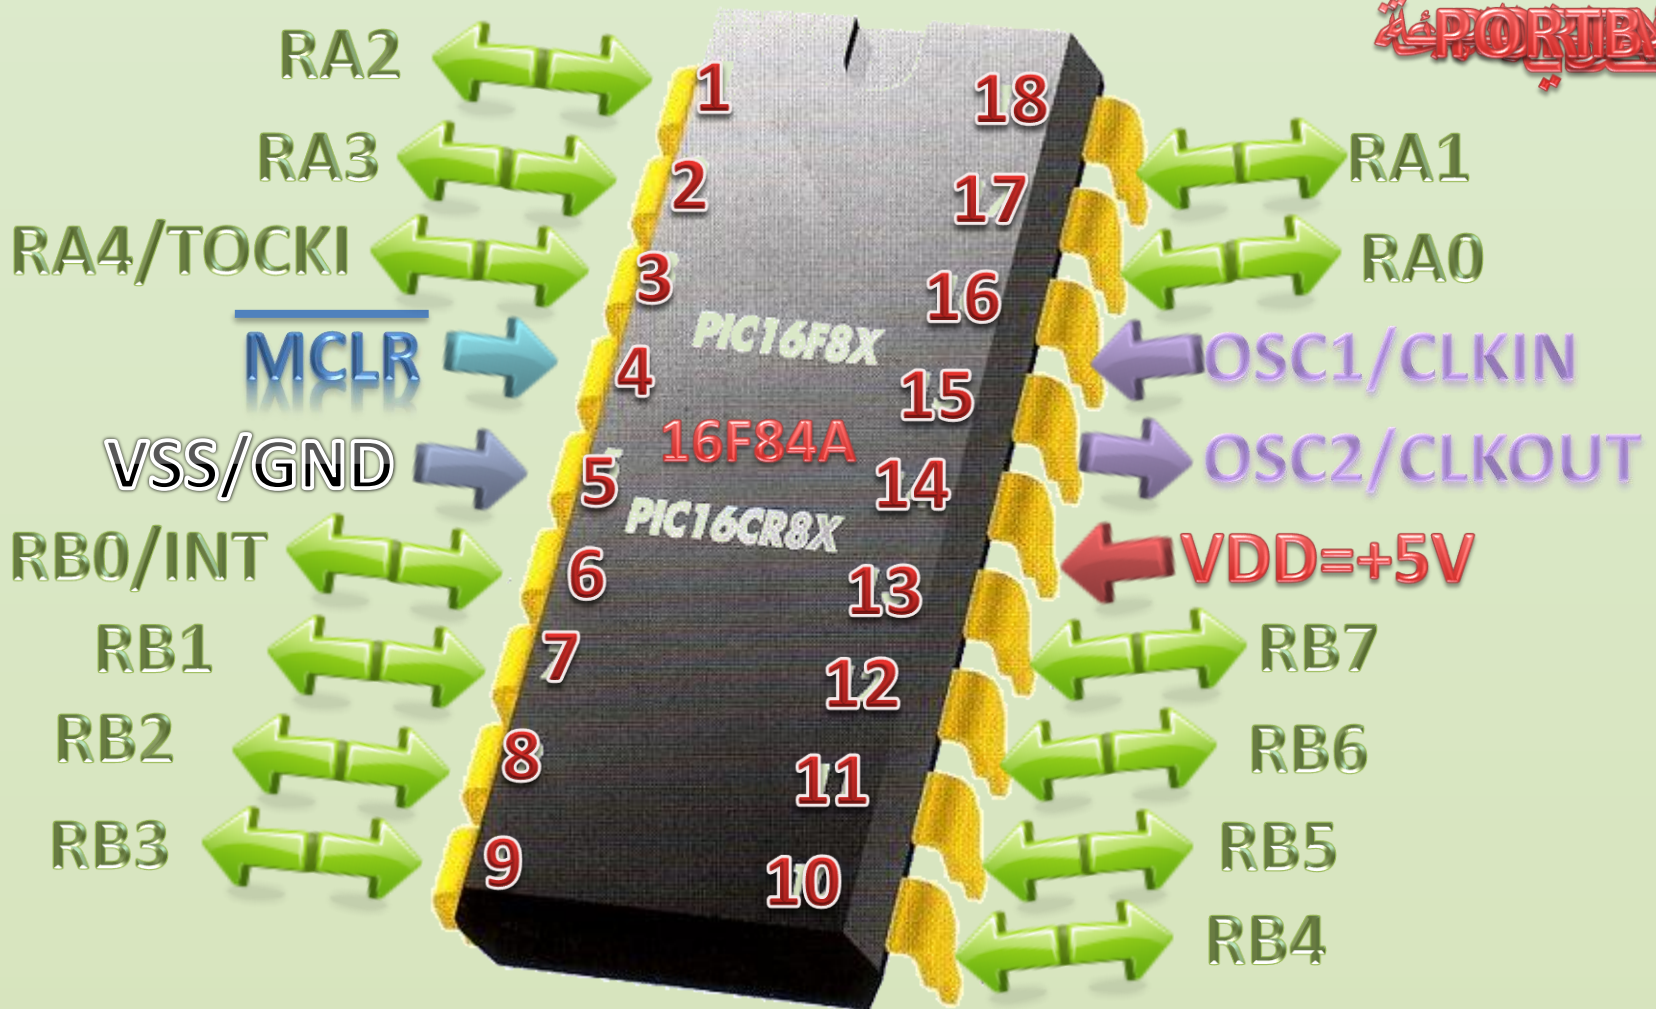 PORTB
RA2
1
18
RA1
RA3
2
17
RA0
RA4/TOCKI
3
16
OSC1/CLKIN
MCLR
4
PIC16F8X
15
OSC2/CLKOUT
VSS/GND
5
16F84A
14
VDD=+5V
RB0/INT
6
PIC16CR8X
13
RB7
RB1
7
12
RB6
RB2
8
11
RB5
RB3
9
10
RB4